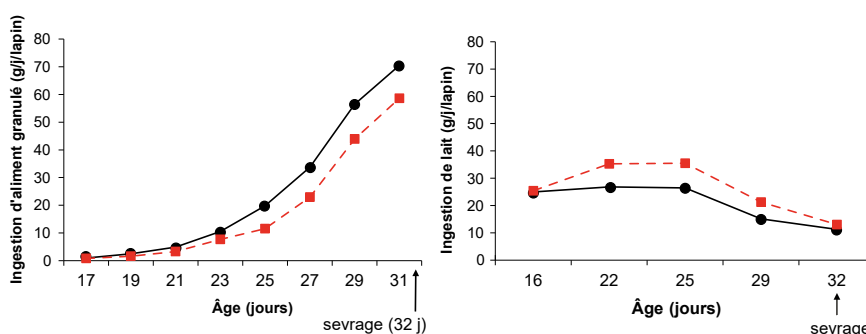 Ingestion d'aliment granulé (g/j/lapin)
80
70
60
50
40
30
20
10
0
17 19 21 23 25 27 29 31
Âge (jours)
sevrage (32 j)
Ingestion de lait (g/j/lapin)
80
70
60
50
40
30
20
10
0
16 22 25 29 32
Âge (jours)
sevrage